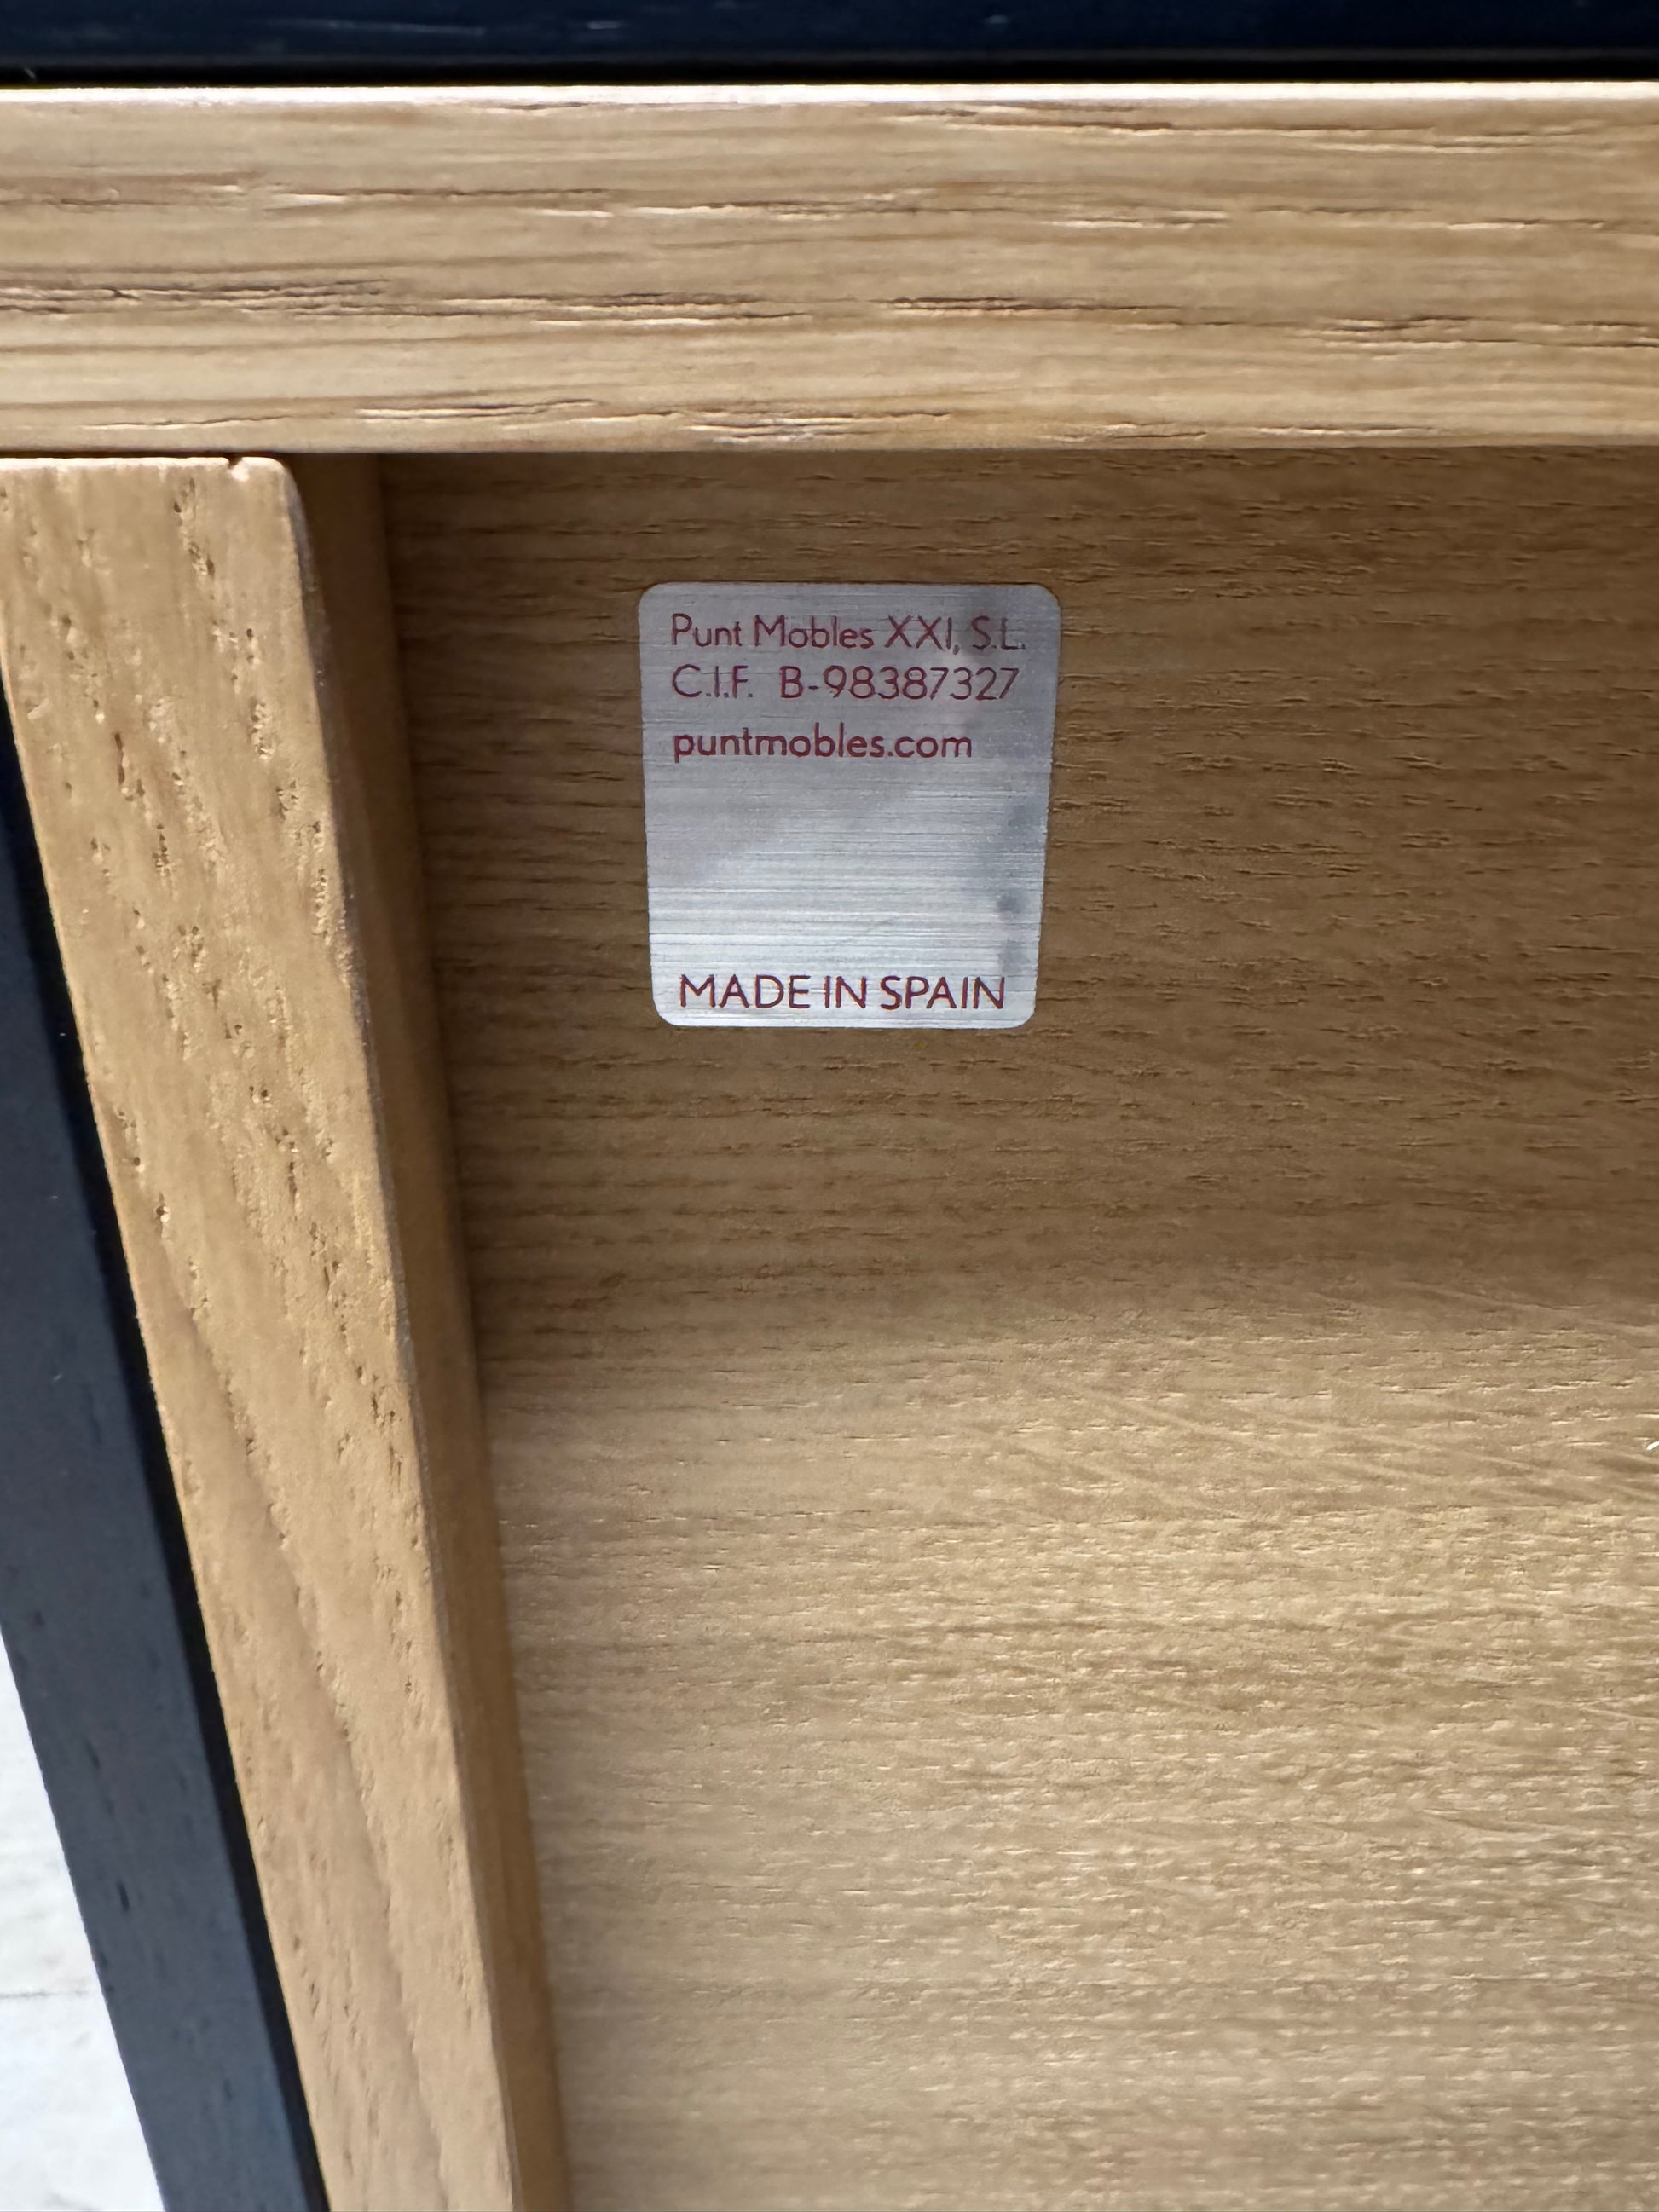 Punt Mobles XXI, S.L.
C.I.F. B-98387327
puntmobles.com
MADE IN SPAIN